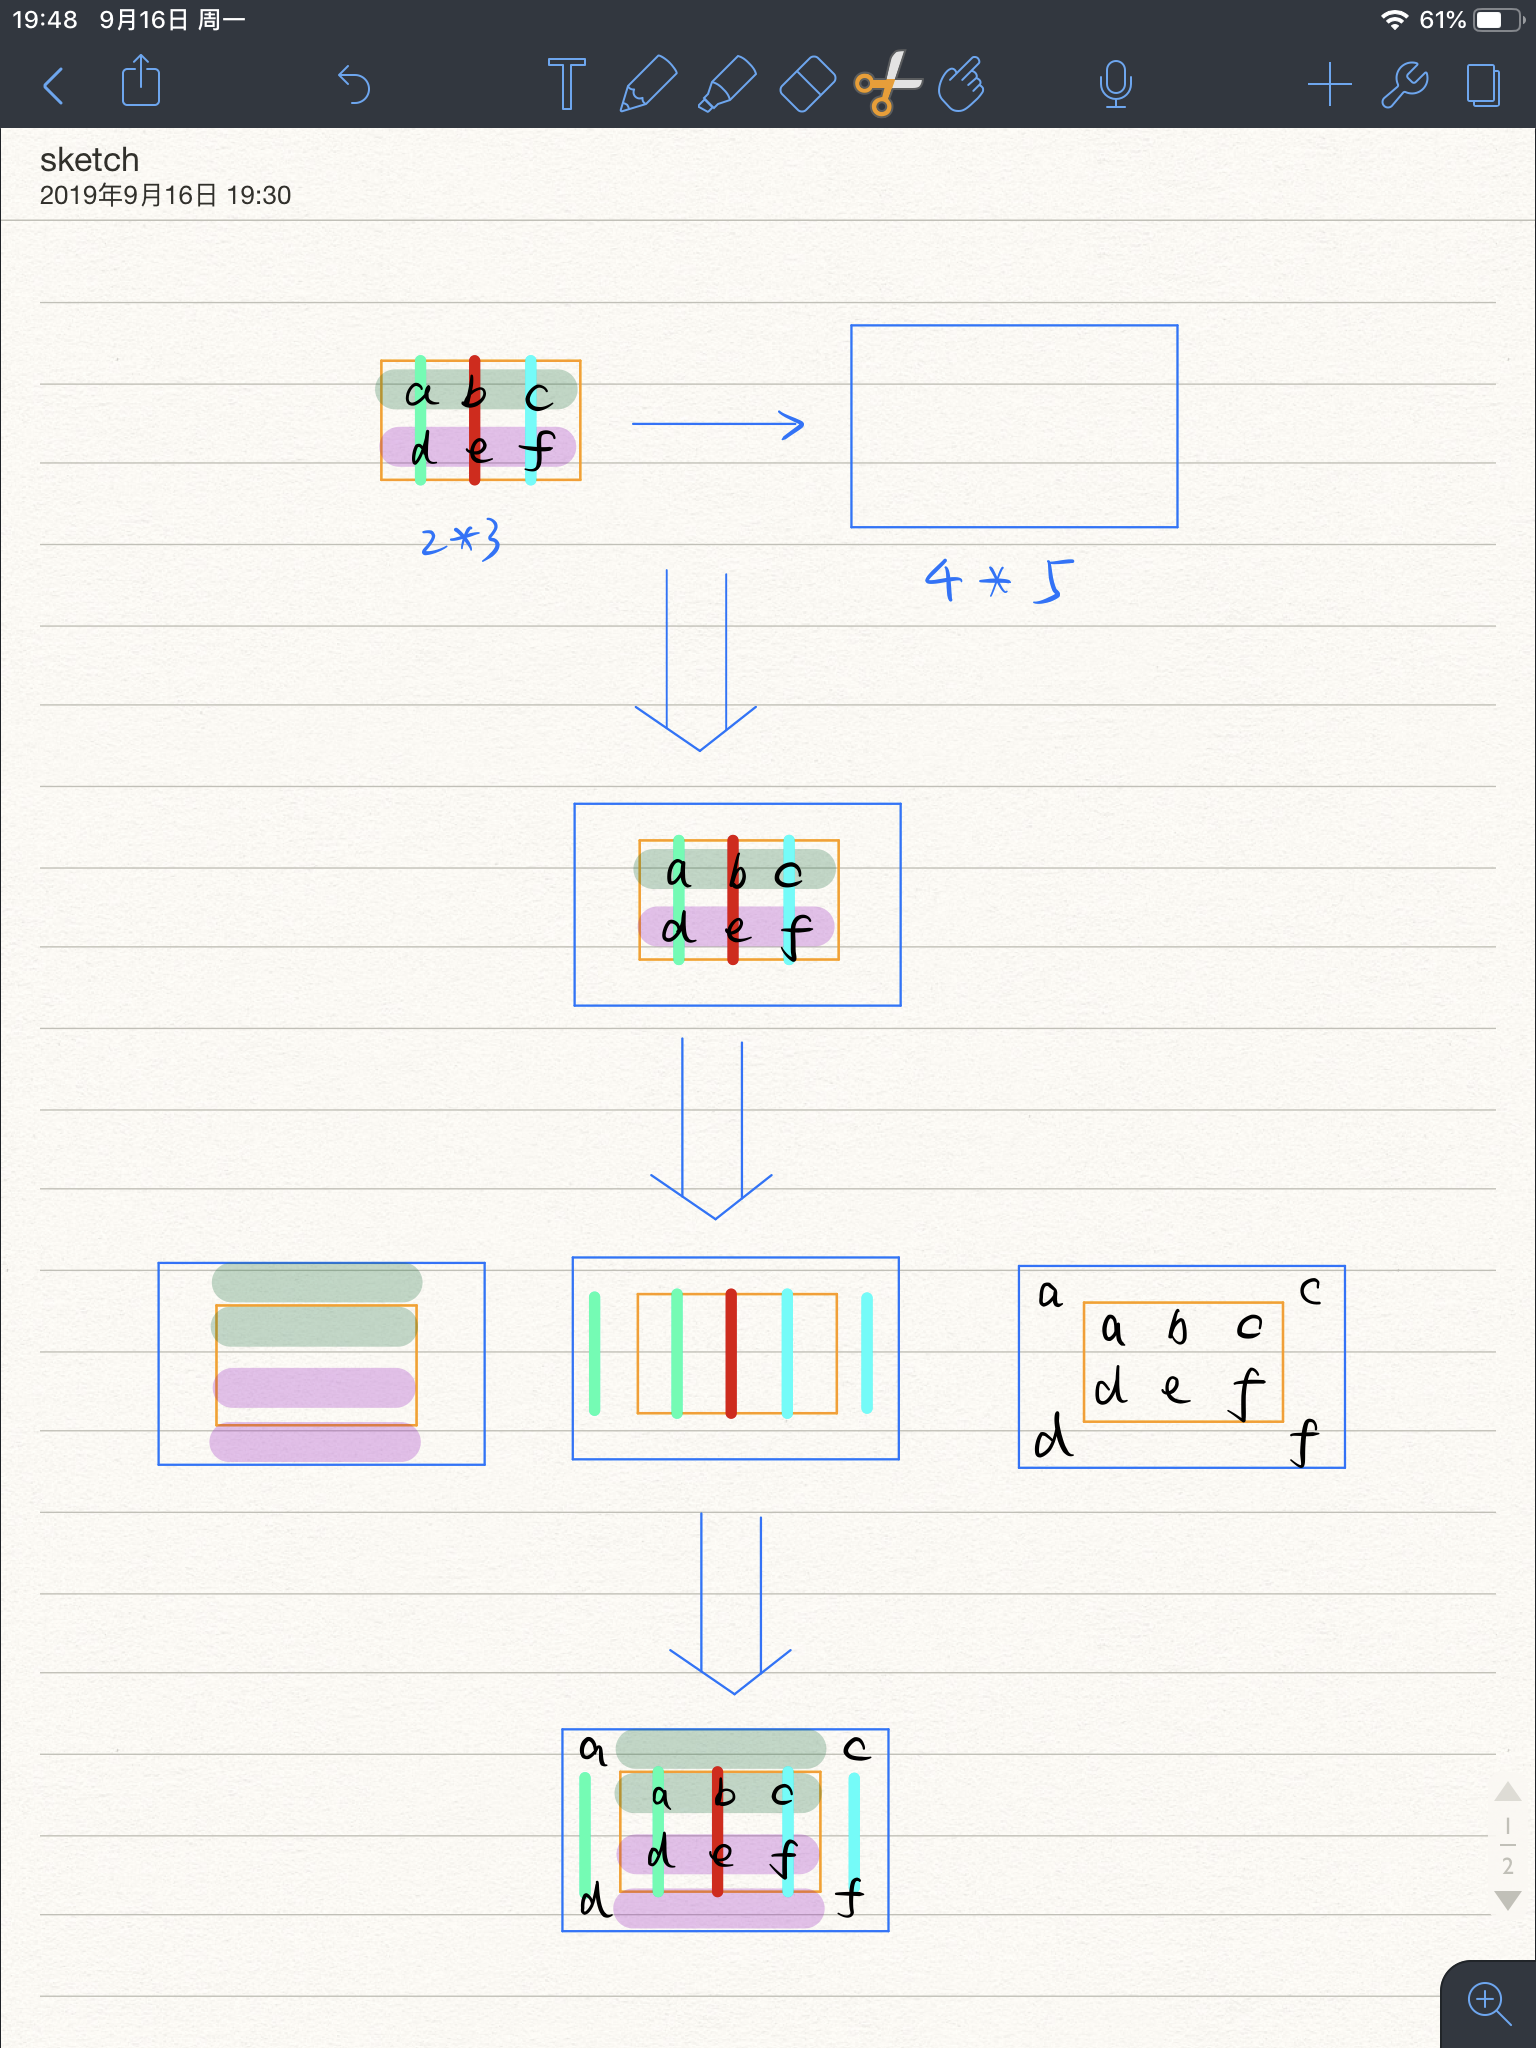 19:48 9月16日 周一 61%
T
sketch
2019年9月16日 19:30
a b c
d e f
2*3
4 * 5
a b c
d e f
a c
a b c
d e f
d f
a c
a b c
d e f
d f
1
2